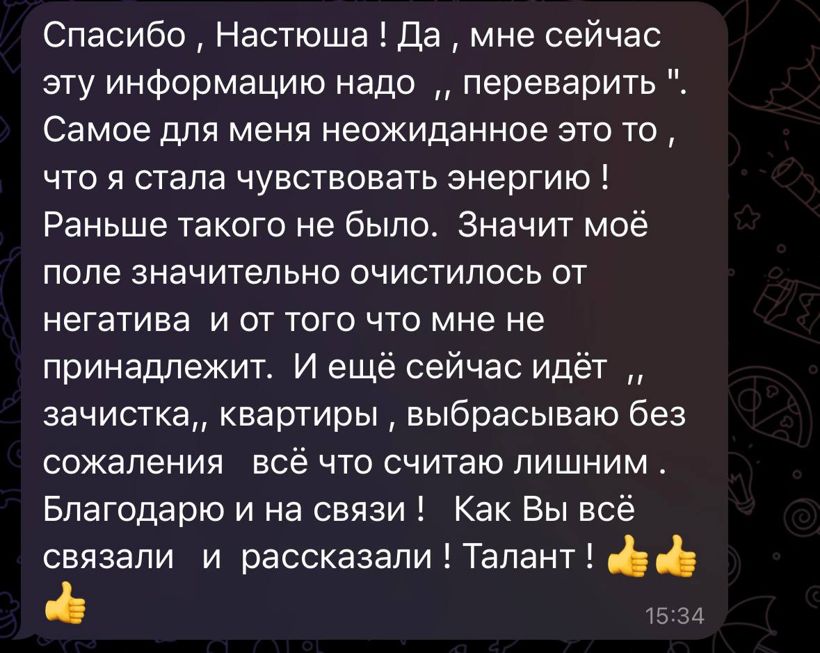 Спасибо , Настюша ! Да , мне сейчас
эту информацию надо  ,, переварить ".
Самое для меня неожиданное это то ,
что я стала чувствовать энергию !
Раньше такого не было.  Значит моё
поле значительно очистилось от
негатива  и от того что мне не
принадлежит.  И ещё сейчас идёт  ,,
зачистка,, квартиры , выбрасываю без
сожаления   всё что считаю лишним .
Благодарю и на связи !   Как Вы всё
связали   и  рассказали ! Талант ! 👍👍
👍
15:34